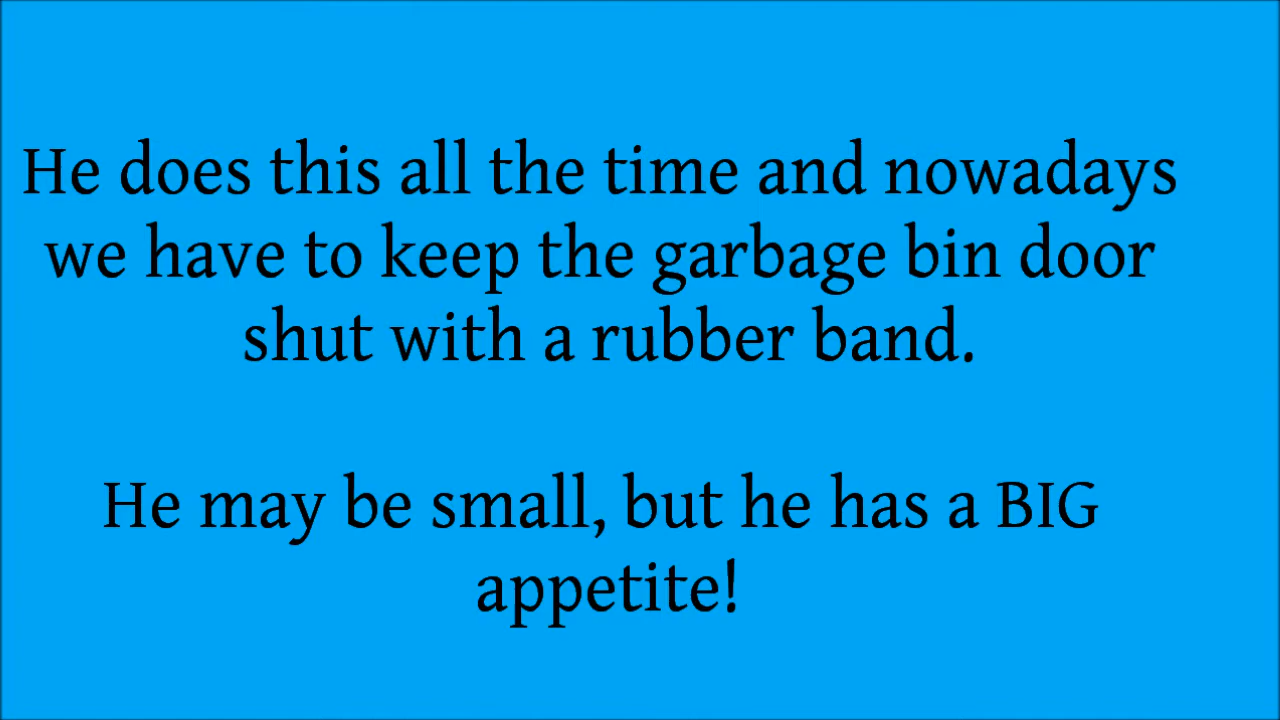 He does this all the time and nowadays
we have to keep the garbage bin door
shut with a rubber band.
He may be small, but he has a BIG
appetite!